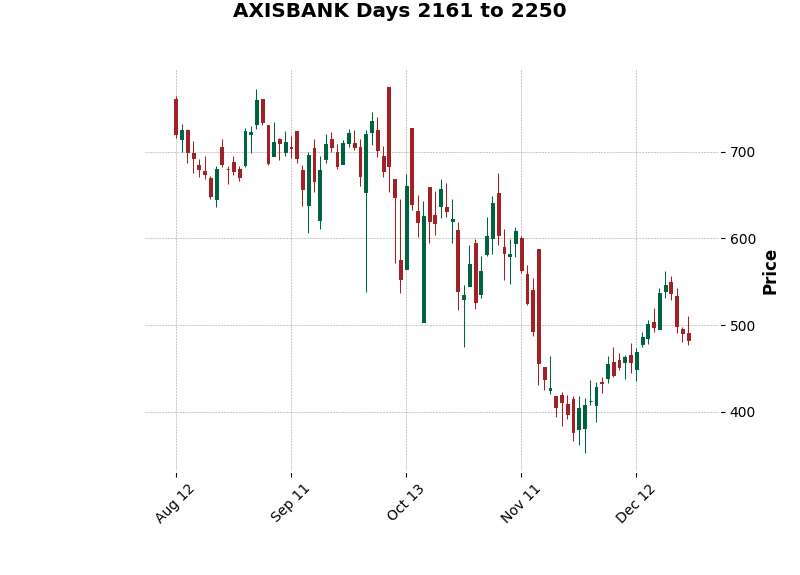 AXISBANK Days 2161 to 2250
700
600
500
400
Price
Aug 12
Sep 11
Oct 13
Nov 11
Dec 12